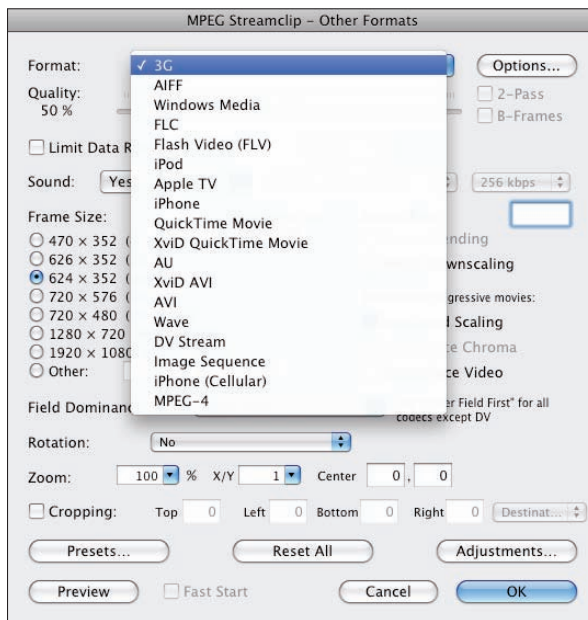 MPEG Streamclip – Other Formats
Format:
✓ 3G
Options...
AIFF
Windows Media
FLC
Flash Video (FLV)
iPod
Apple TV
iPhone
QuickTime Movie
XviD QuickTime Movie
AU
XviD AVI
AVI
Wave
DV Stream
Image Sequence
iPhone (Cellular)
MPEG-4
Quality:
50 %
2-Pass
B-Frames
Limit Data R
Sound: Yes
256 kbps
Frame Size:
470 × 352 (
626 × 352 (
624 × 352 (
720 × 576 (
720 × 480 (
1280 × 720
1920 × 1080
Other:
nding
wnscaling
gressive movies:
Scaling
Chroma
Video
Field Dominanc
Field First" for all
codecs except DV
Rotation: No
Zoom: 100 % X/Y 1 Center 0 , 0
Cropping: Top 0 Left 0 Bottom 0 Right 0 Destinat...
Presets... Reset All Adjustments...
Preview Fast Start Cancel OK